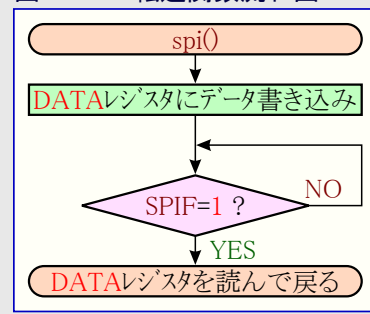 spi()
DATAレジスタにデータ書き込み
SPIF=1 ?
NO
YES
DATAレジスタを読んで戻る